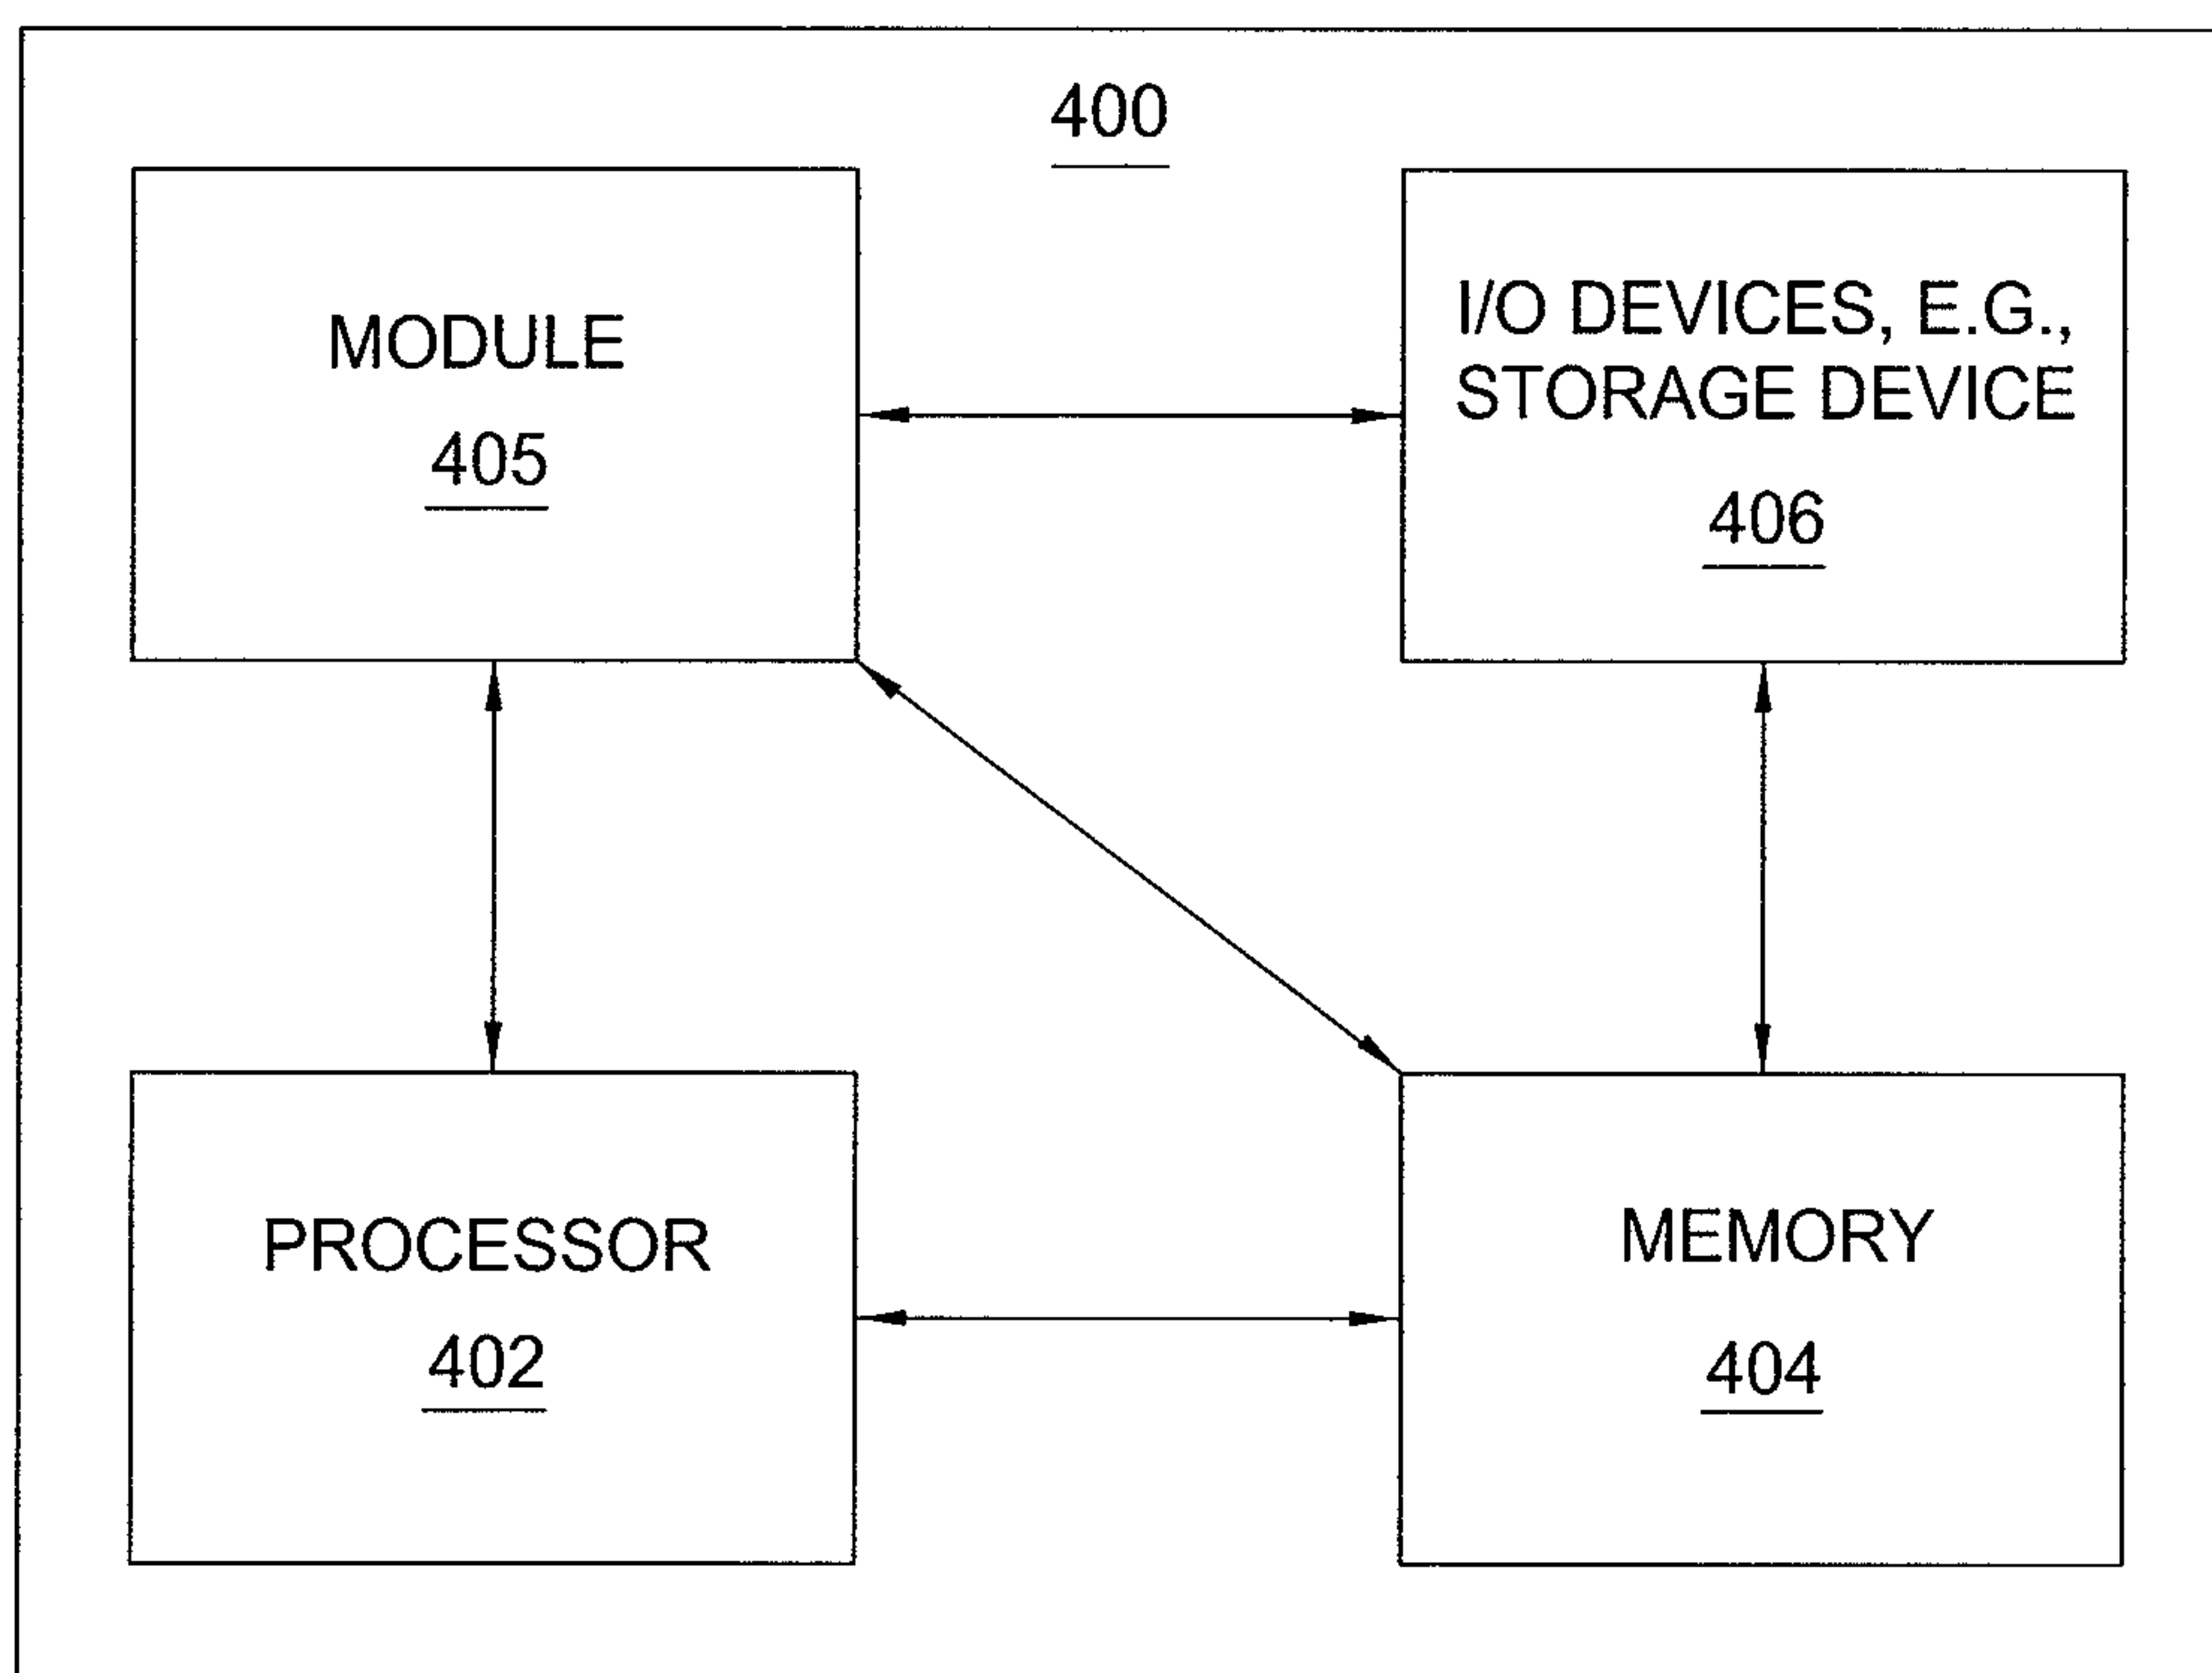 400
MODULE
405
I/O DEVICES, E.G.,
STORAGE DEVICE
406
PROCESSOR
402
MEMORY
404